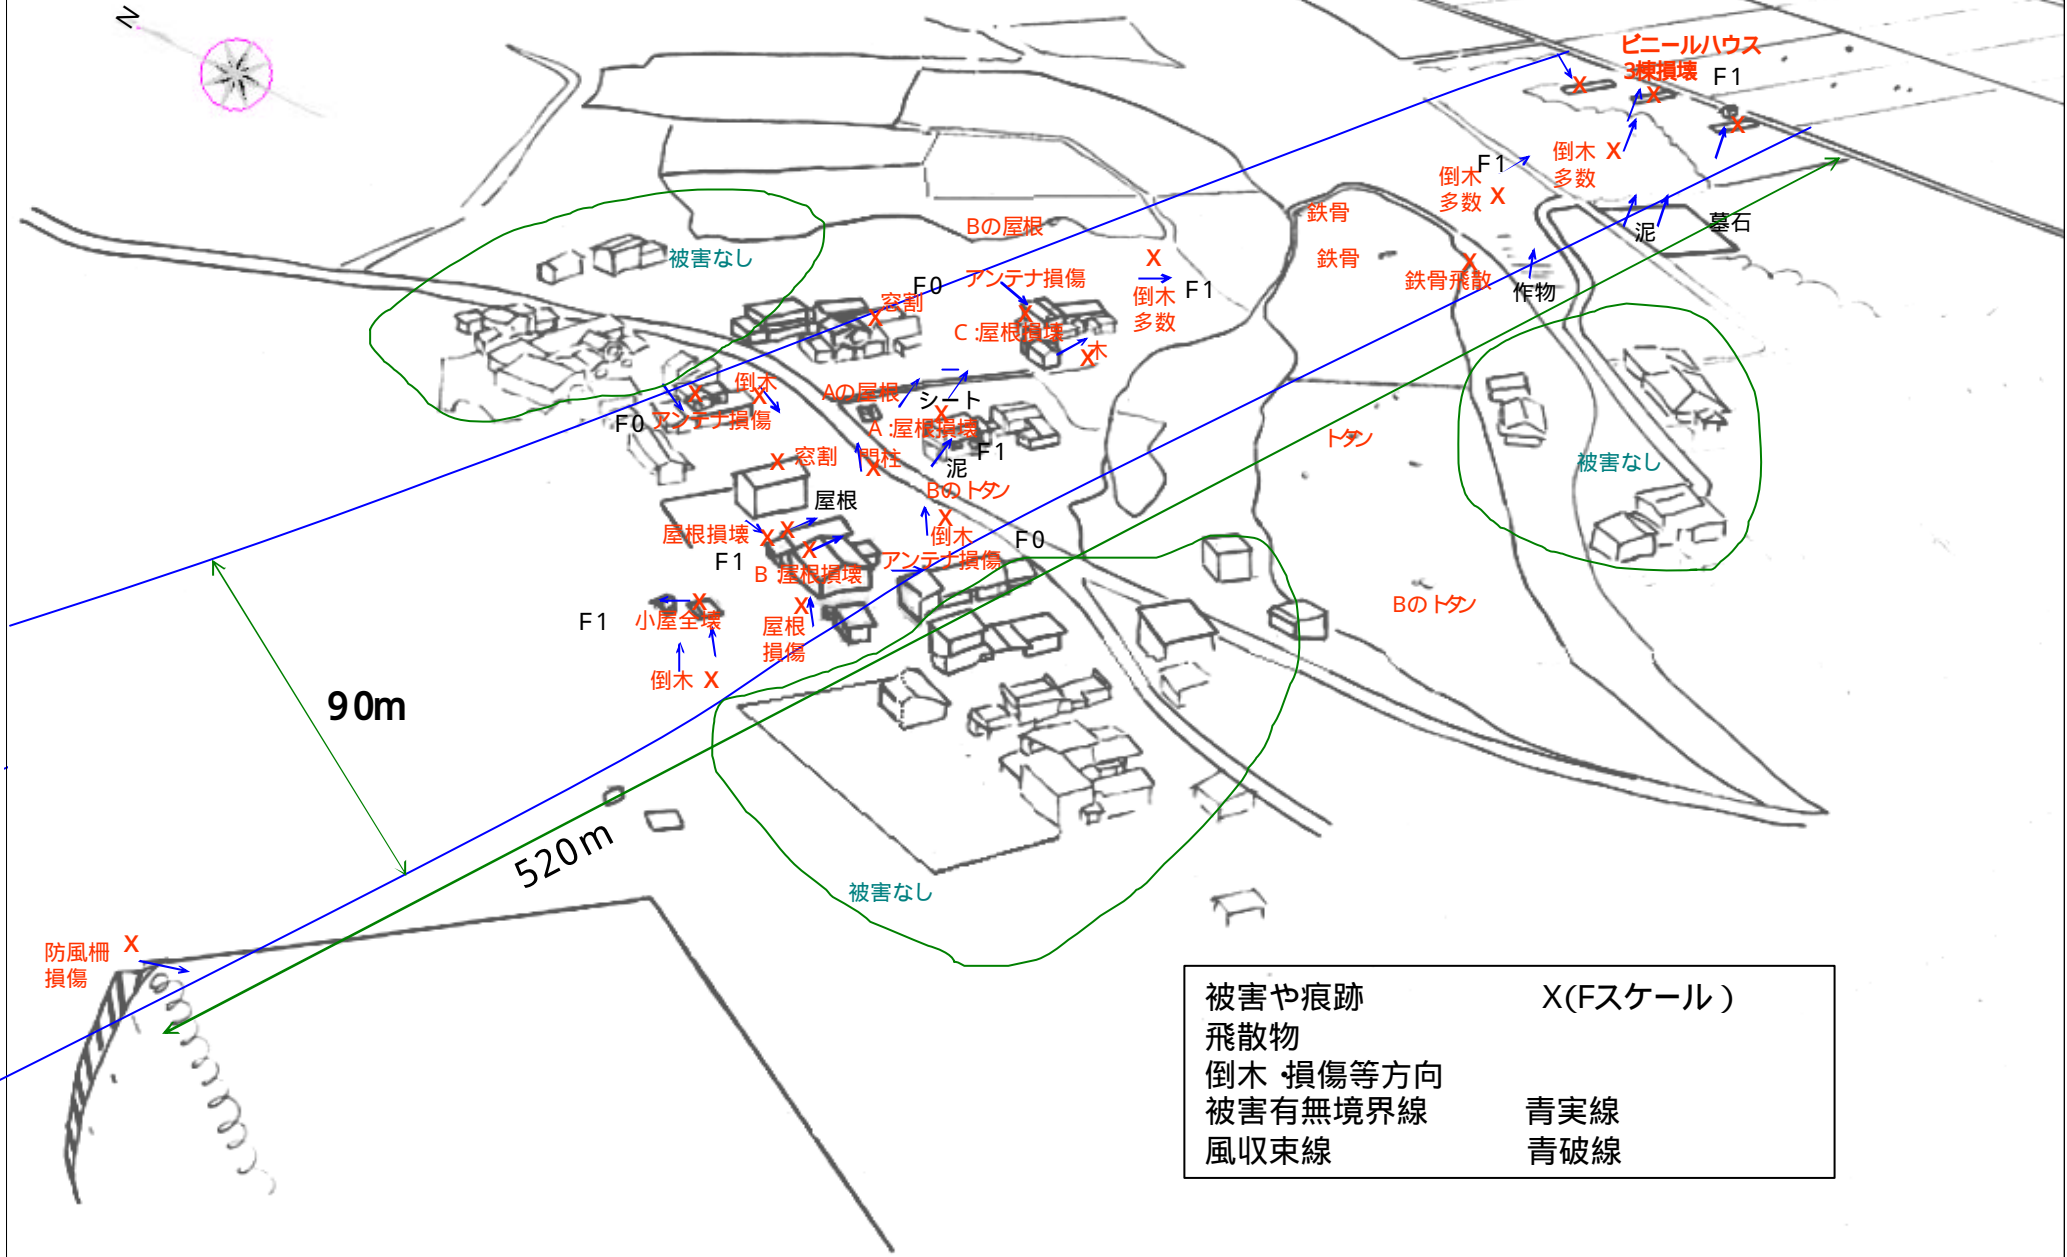 N
ビニールハウス
3棟損壊
F1
倒木
多数
X
F1
倒木
多数
X
泥
墓石
鉄骨
鉄骨
鉄骨飛散
X
作物
Bの屋根
被害なし
アンテナ損傷
F0
窓割
X
C:屋根損壊
X
木
X
倒木
多数
F1
X
倒木
X
アンテナ損傷
X
F0
Aの屋根
シート
A:屋根損壊
X
F1
泥
門柱
X
窓割
X
屋根
Bのトタン
倒木
X
F0
アンテナ損傷
屋根損壊
X
X
X
F1
B:屋根損壊
小屋全壊
X
F1
屋根
損傷
X
倒木 X
トタン
Bのトタン
被害なし
被害なし
90m
520m
防風柵
損傷
X
被害や痕跡 X(Fスケール)
飛散物
倒木・損傷等方向
被害有無境界線 青実線
風収束線 青破線